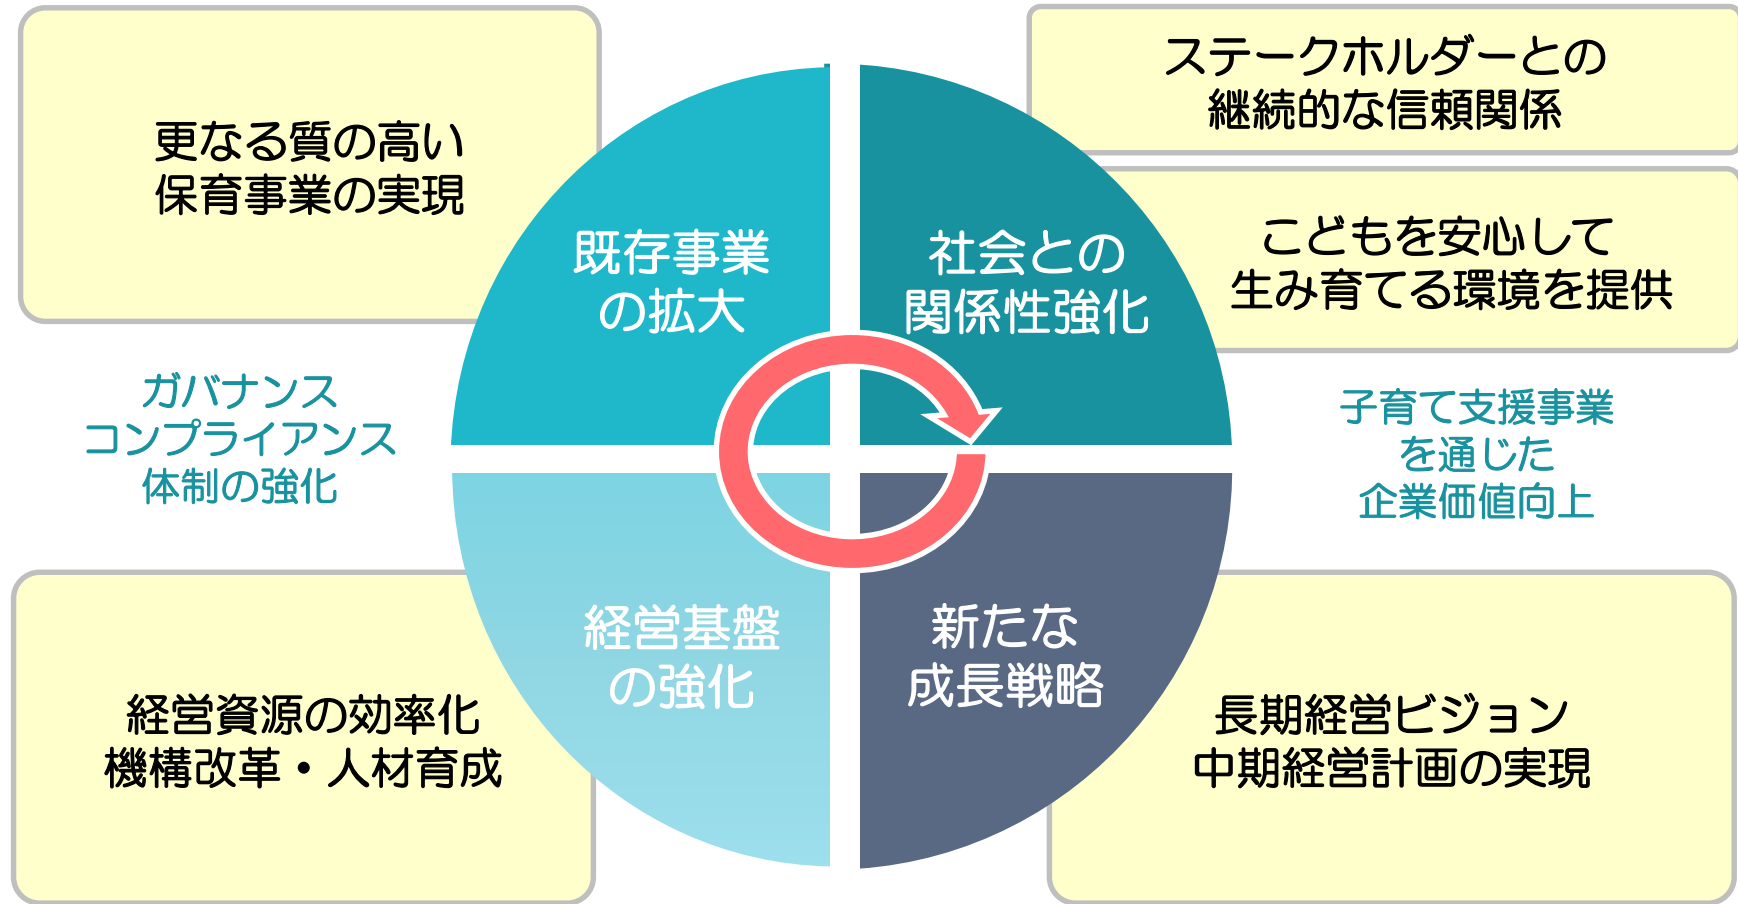 更なる質の高い
保育事業の実現
ステークホルダーとの
継続的な信頼関係
こどもを安心して
生み育てる環境を提供
既存事業
の拡大
社会との
関係性強化
ガバナンス
コンプライアンス
体制の強化
子育て支援事業
を通じた
企業価値向上
経営基盤
の強化
新たな
成長戦略
経営資源の効率化
機構改革・人材育成
長期経営ビジョン
中期経営計画の実現